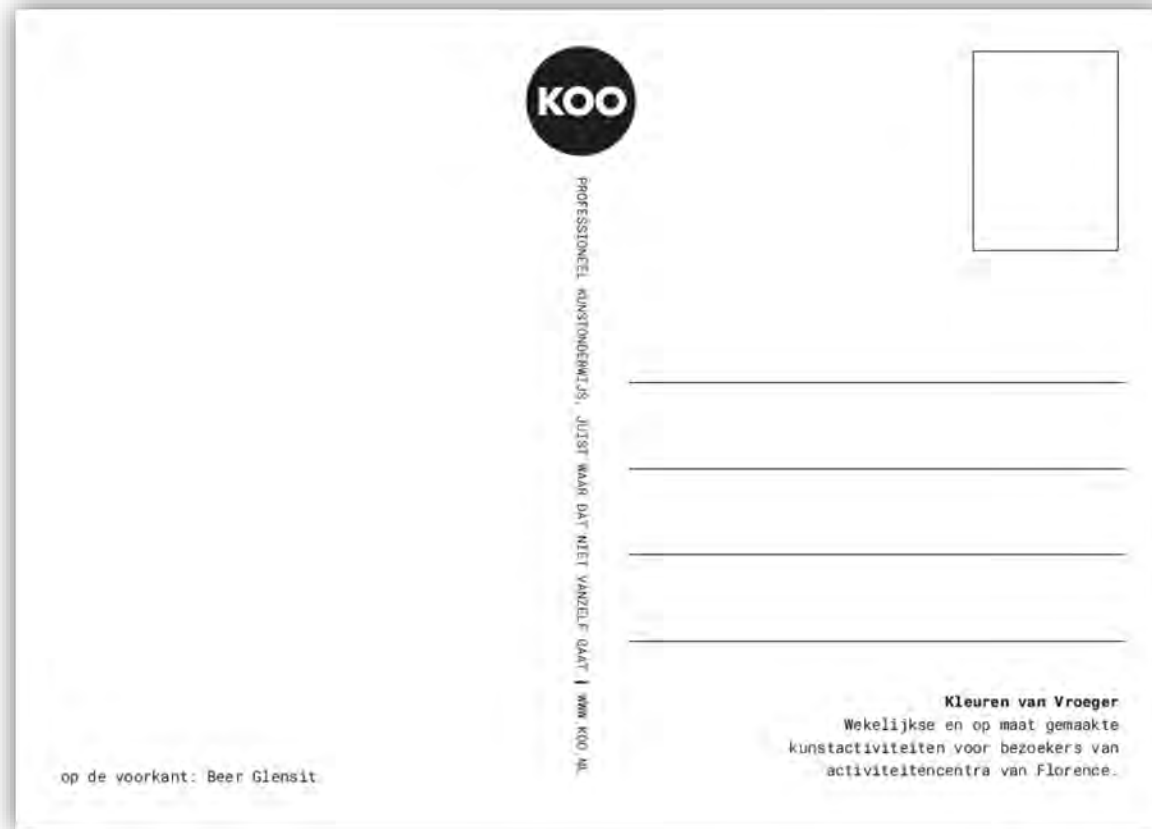 KOO
PROFESSIONEEL KUNSTONDERWIJS, JUIST WAAR DAT NIET VANZELF GAAT | WWW.KOO.NL
op de voorkant: Beer Glensit
Kleuren van Vroeger
Wekelijkse en op maat gemaakte
kunstactiviteiten voor bezoekers van
activiteitencentra van Florence.